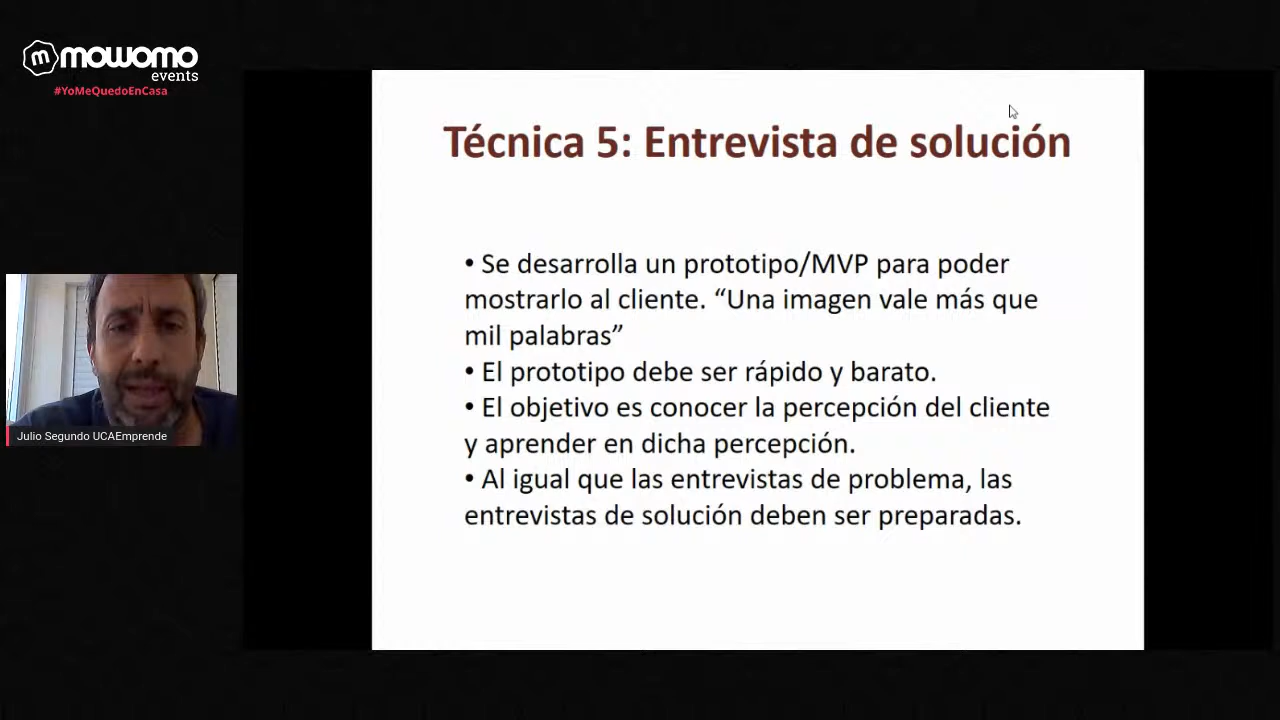 mowomo
events
#YoMeQuedoEnCasa
Técnica 5: Entrevista de solución
• Se desarrolla un prototipo/MVP para poder
mostrarlo al cliente. “Una imagen vale más que
mil palabras”
• El prototipo debe ser rápido y barato.
• El objetivo es conocer la percepción del cliente
y aprender en dicha percepción.
• Al igual que las entrevistas de problema, las
entrevistas de solución deben ser preparadas.
Julio Segundo UCAEmprende